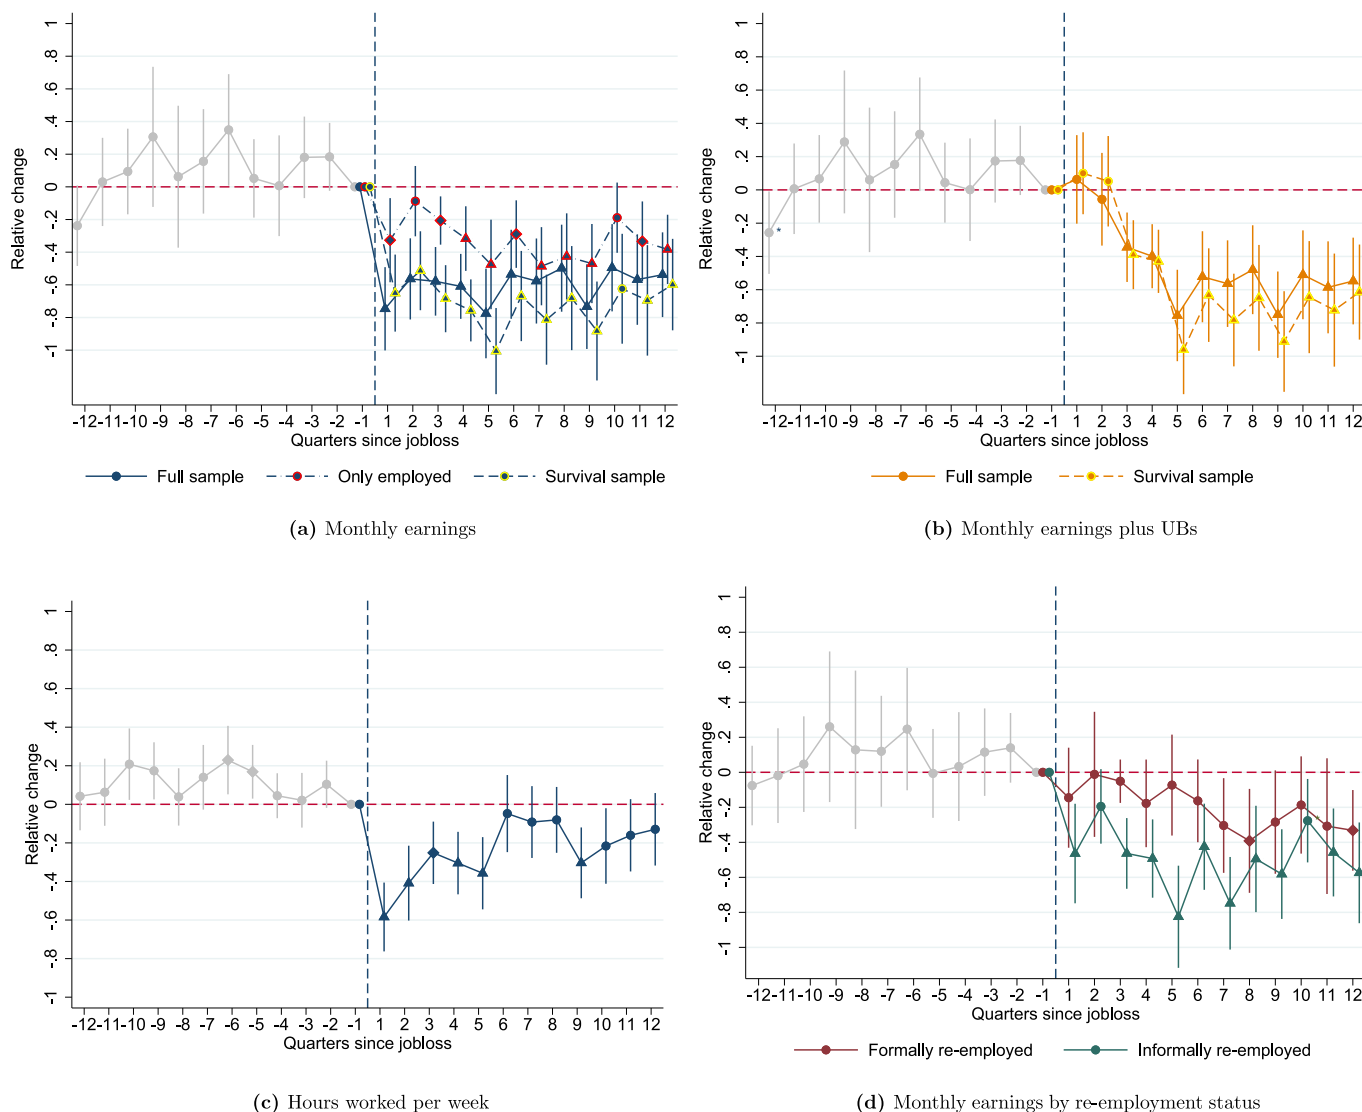 1
.8
.6
.4
.2
0
-.2
-.4
-.6
-.8
-1
Relative change
-12 -11 -10 -9 -8 -7 -6 -5 -4 -3 -2 -1 1 2 3 4 5 6 7 8 9 10 11 12
Quarters since jobloss
Full sample Only employed Survival sample
(a) Monthly earnings
1
.8
.6
.4
.2
0
-.2
-.4
-.6
-.8
-1
Relative change
*
-12 -11 -10 -9 -8 -7 -6 -5 -4 -3 -2 -1 1 2 3 4 5 6 7 8 9 10 11 12
Quarters since jobloss
Full sample Survival sample
(b) Monthly earnings plus UBs
1
.8
.6
.4
.2
0
-.2
-.4
-.6
-.8
-1
Relative change
-12 -11 -10 -9 -8 -7 -6 -5 -4 -3 -2 -1 1 2 3 4 5 6 7 8 9 10 11 12
Quarters since jobloss
(c) Hours worked per week
1
.8
.6
.4
.2
0
-.2
-.4
-.6
-.8
-1
Relative change
-12 -11 -10 -9 -8 -7 -6 -5 -4 -3 -2 -1 1 2 3 4 5 6 7 8 9 10 11 12
Quarters since jobloss
Formally re-employed Informally re-employed
(d) Monthly earnings by re-employment status